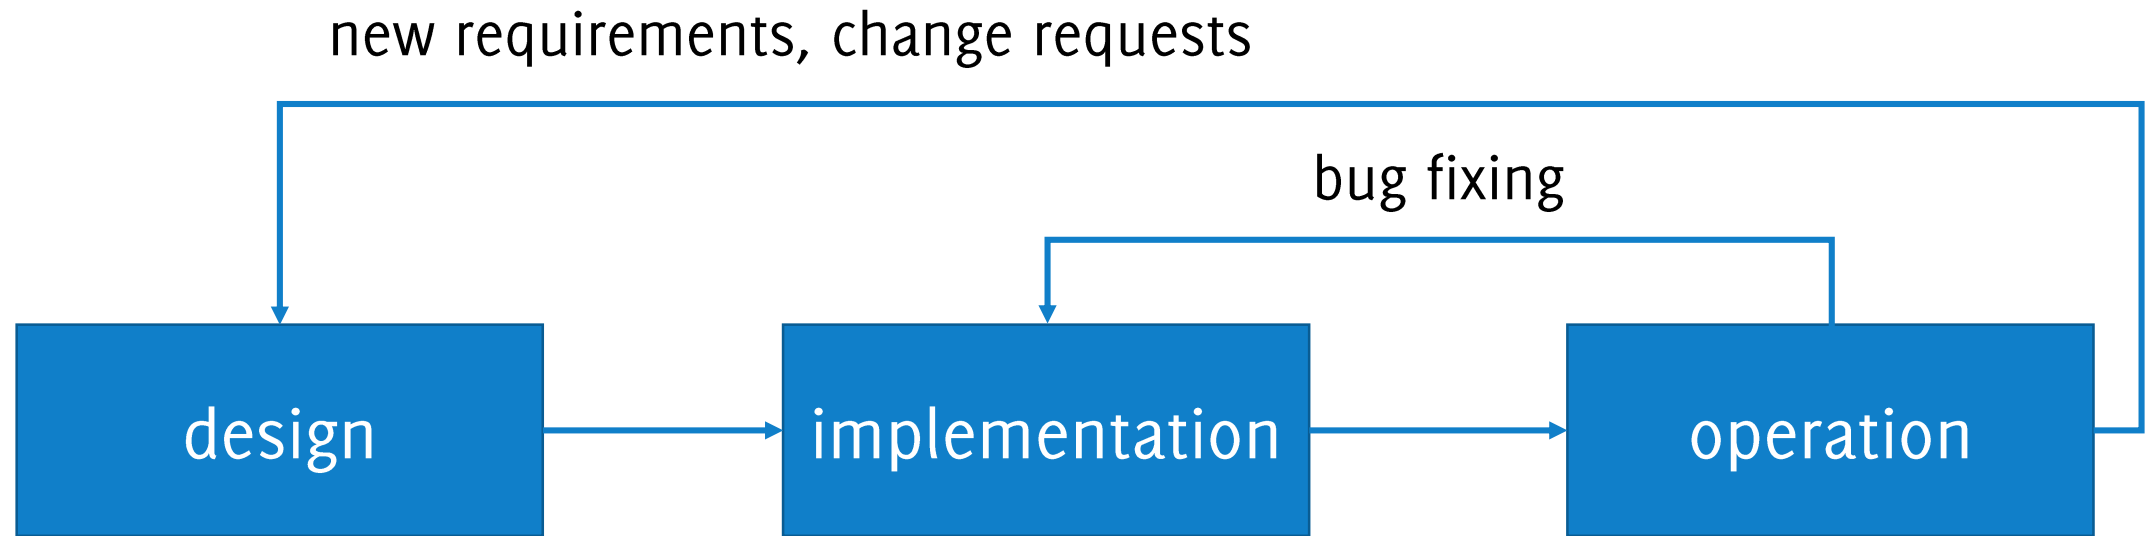 new requirements, change requests
bug fixing
design
implementation
operation